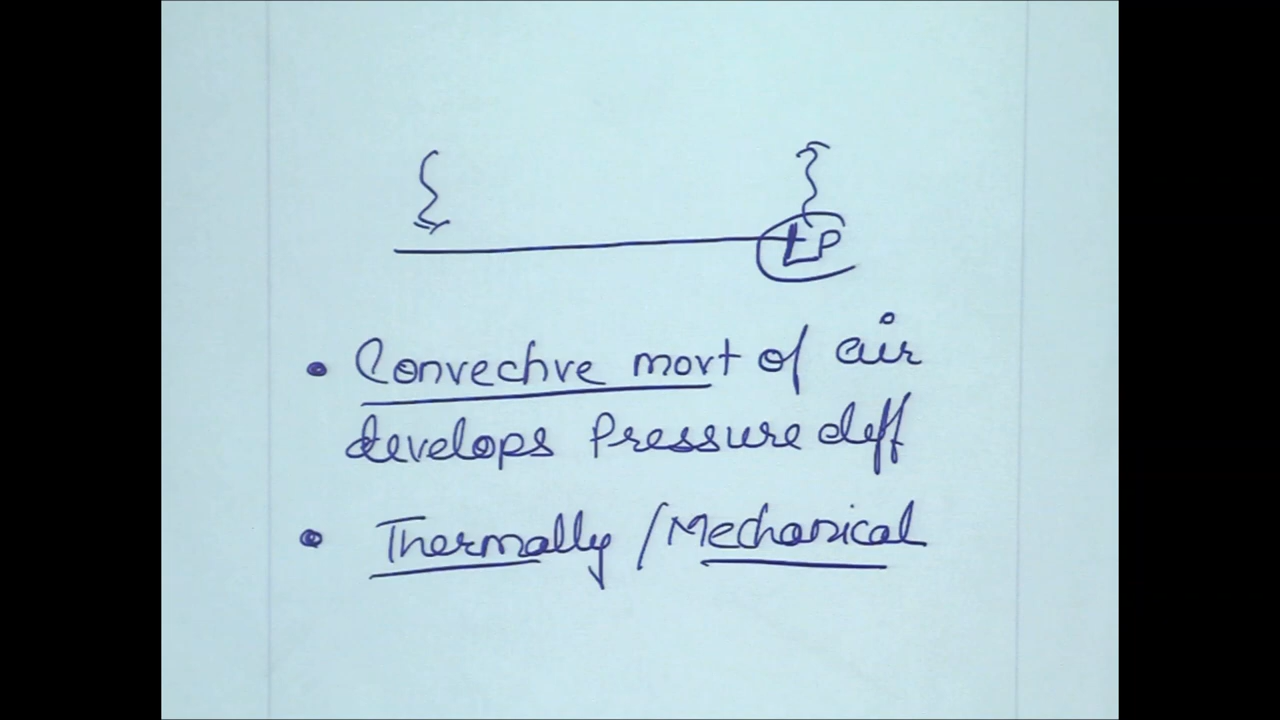 LP
• Convective movt of air
develops Pressure diff
• Thermally / Mechanical